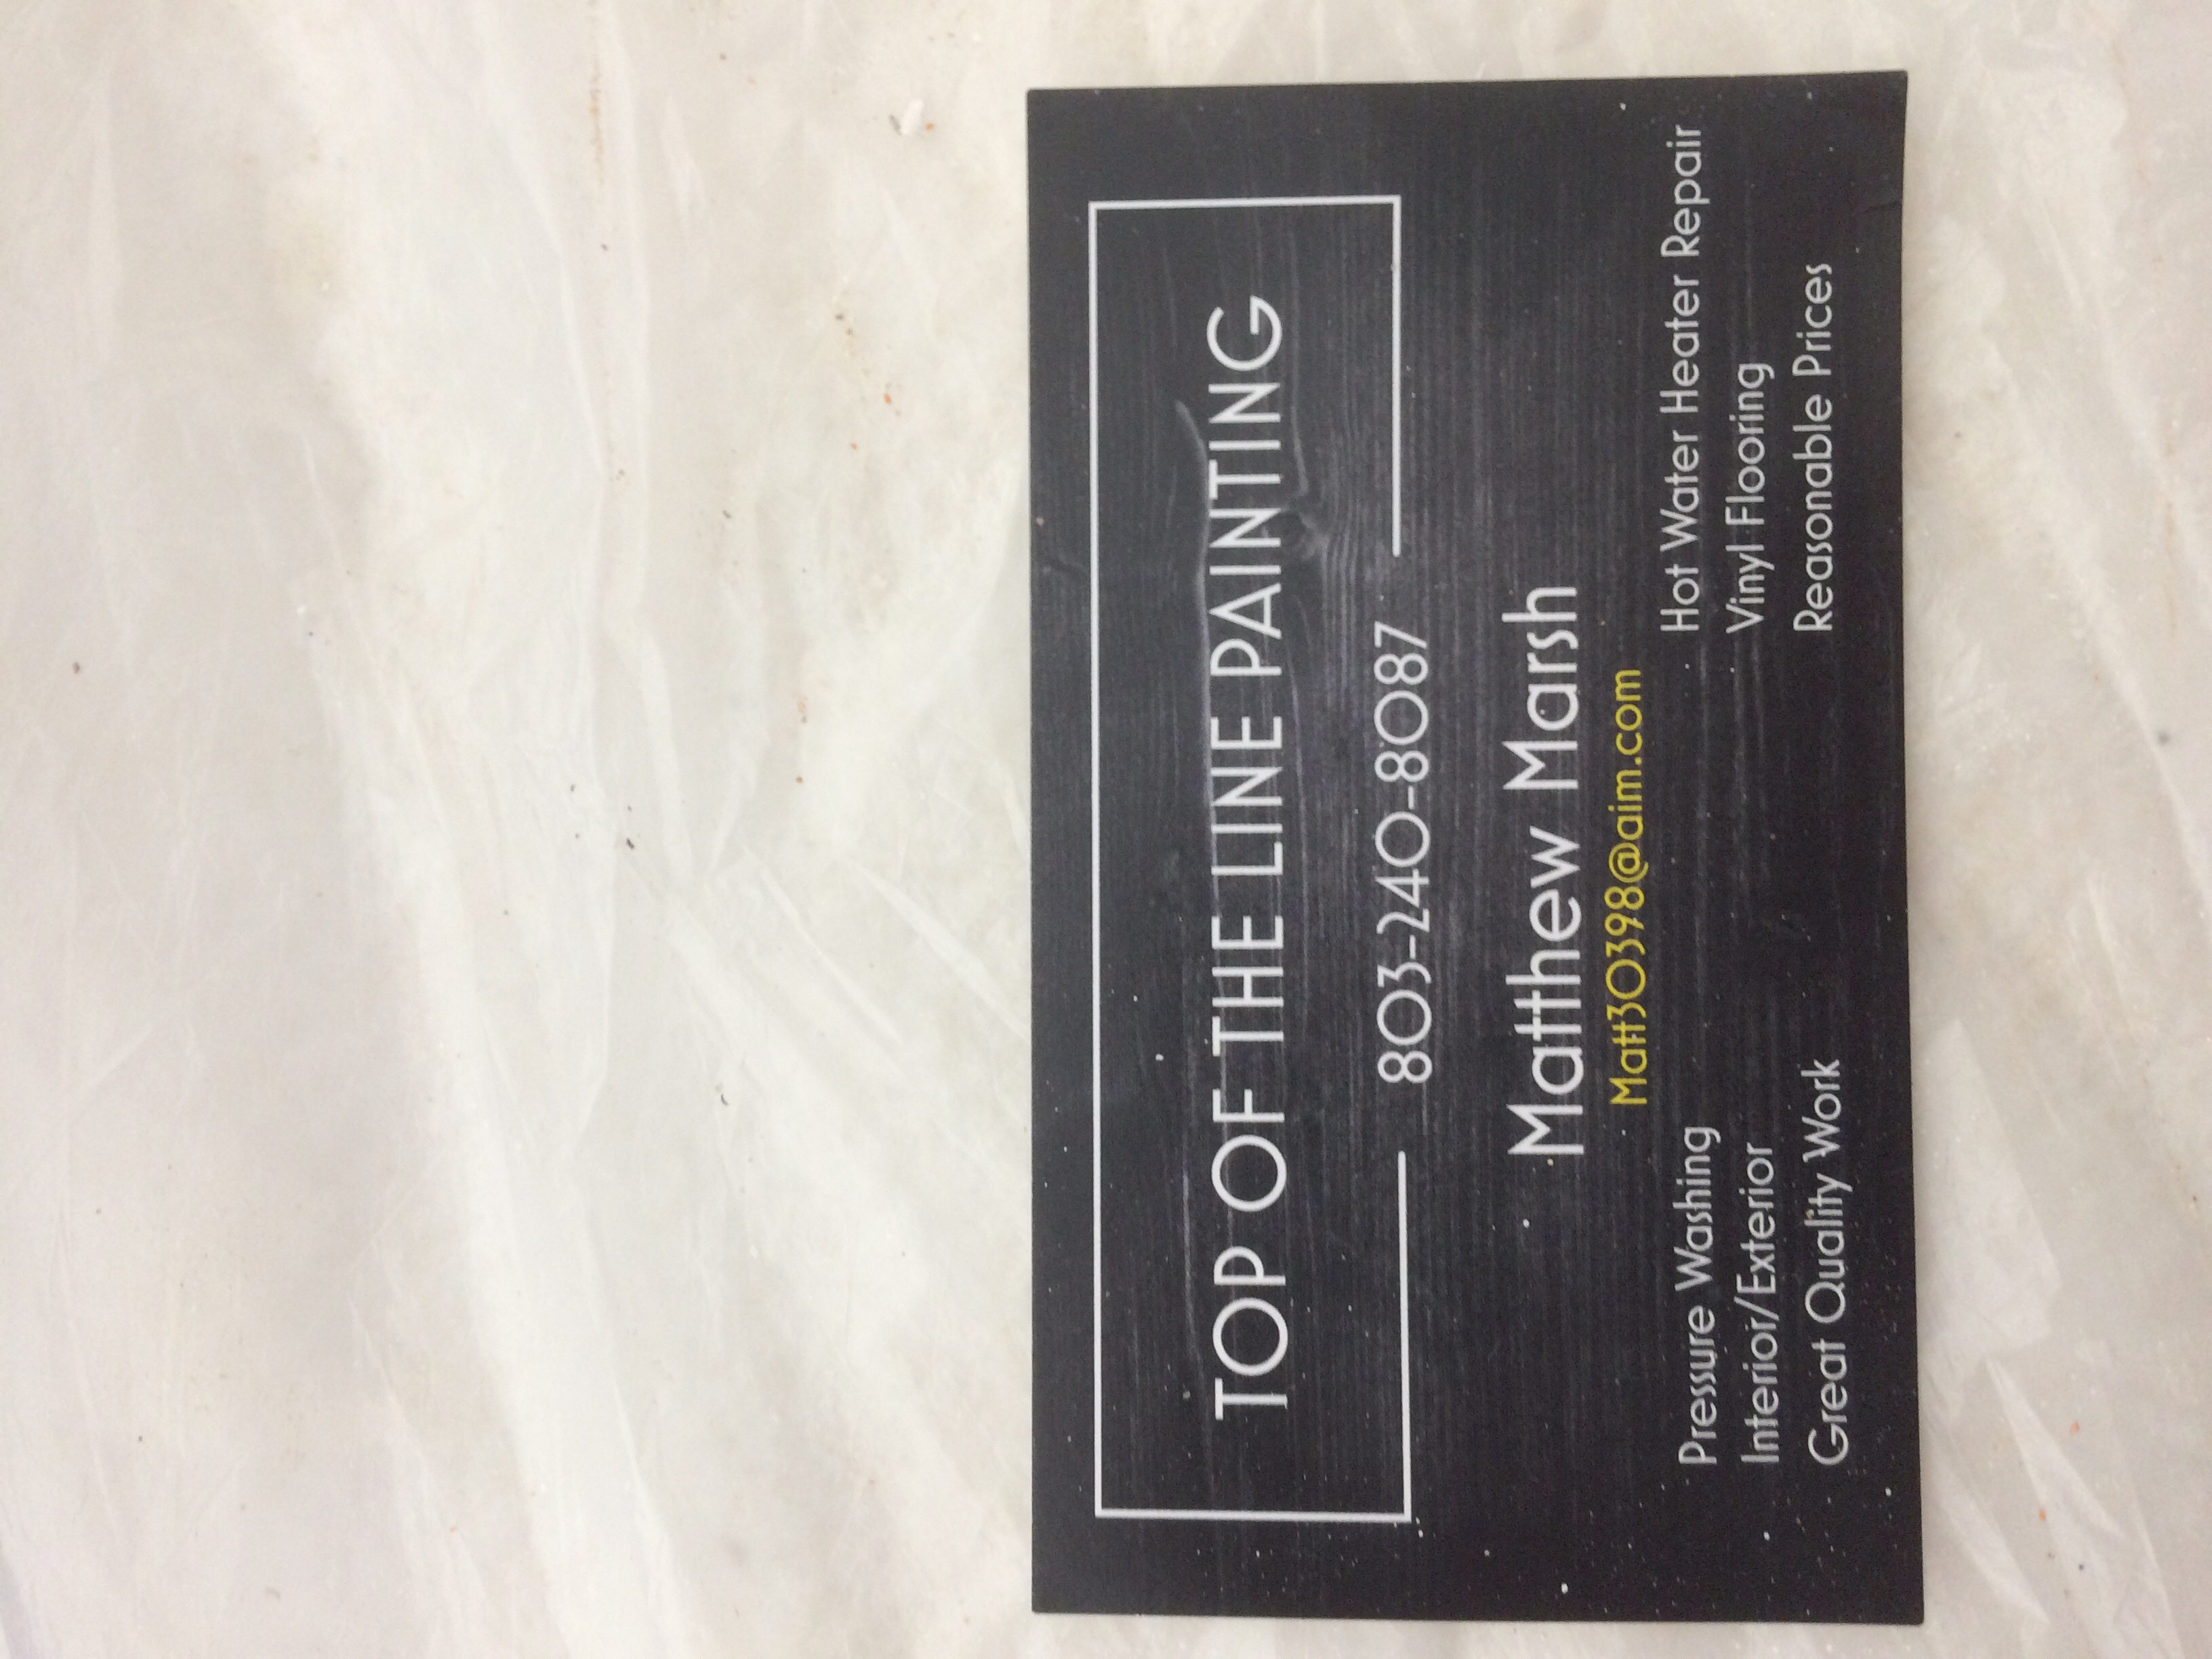 TOP OF THE LINE PAINTING
803-240-8087
Matthew Marsh
Matt30398@aim.com
Pressure Washing
Interior/Exterior
Great Quality Work
Hot Water Heater Repair
Vinyl Flooring
Reasonable Prices